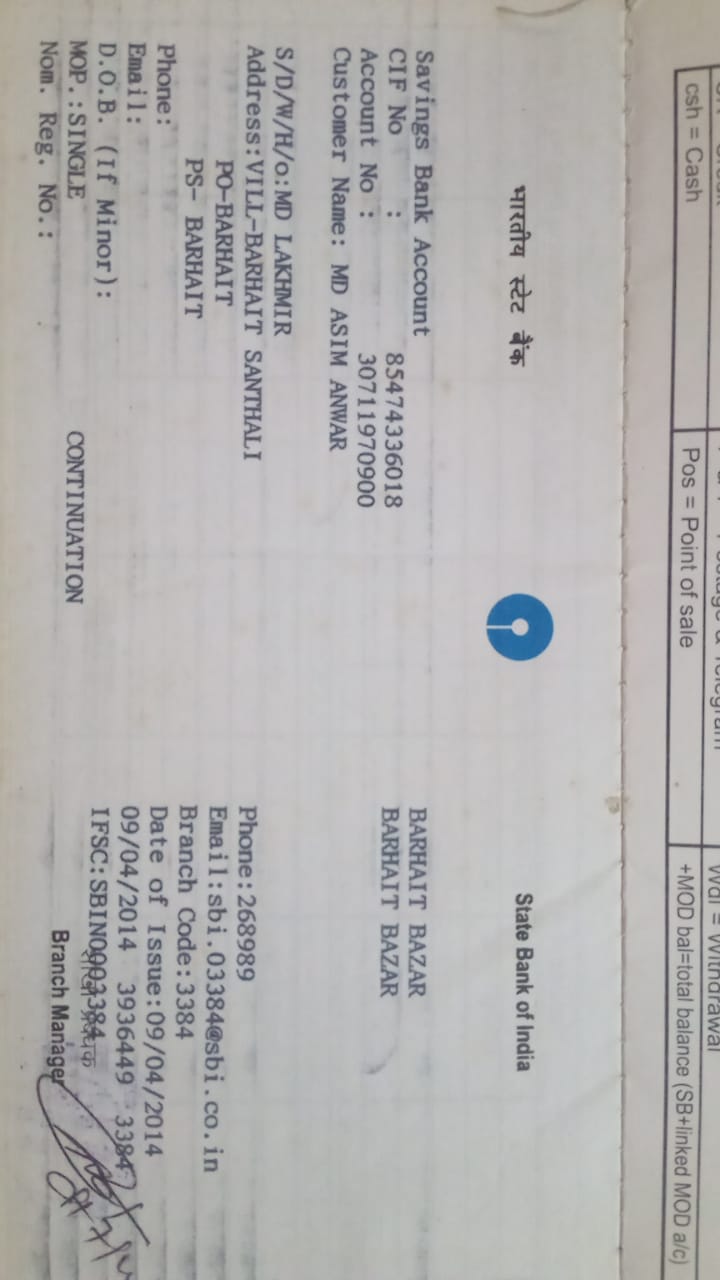 csh = Cash
Pos = Point of sale
+MOD bal=total balance (SB+linked MOD a/c)
भारतीय स्टेट बैंक
State Bank of India
Savings Bank Account
BARHAIT BAZAR
CIF No : 85474336018
BARHAIT BAZAR
Account No : 30711970900
Customer Name: MD ASIM ANWAR
S/D/W/H/o:MD LAKHMIR
Address:VILL-BARHAIT SANTHALI
Phone:268989
PO-BARHAIT
Email:sbi.03384@sbi.co.in
PS- BARHAIT
Branch Code:3384
Phone:
Date of Issue:09/04/2014
Email:
09/04/2014 3936449 3384
D.O.B. (If Minor):
IFSC:SBIN0003384
MOP.:SINGLE
CONTINUATION
शाखा प्रबंधक
Nom. Reg. No.:
Branch Manager